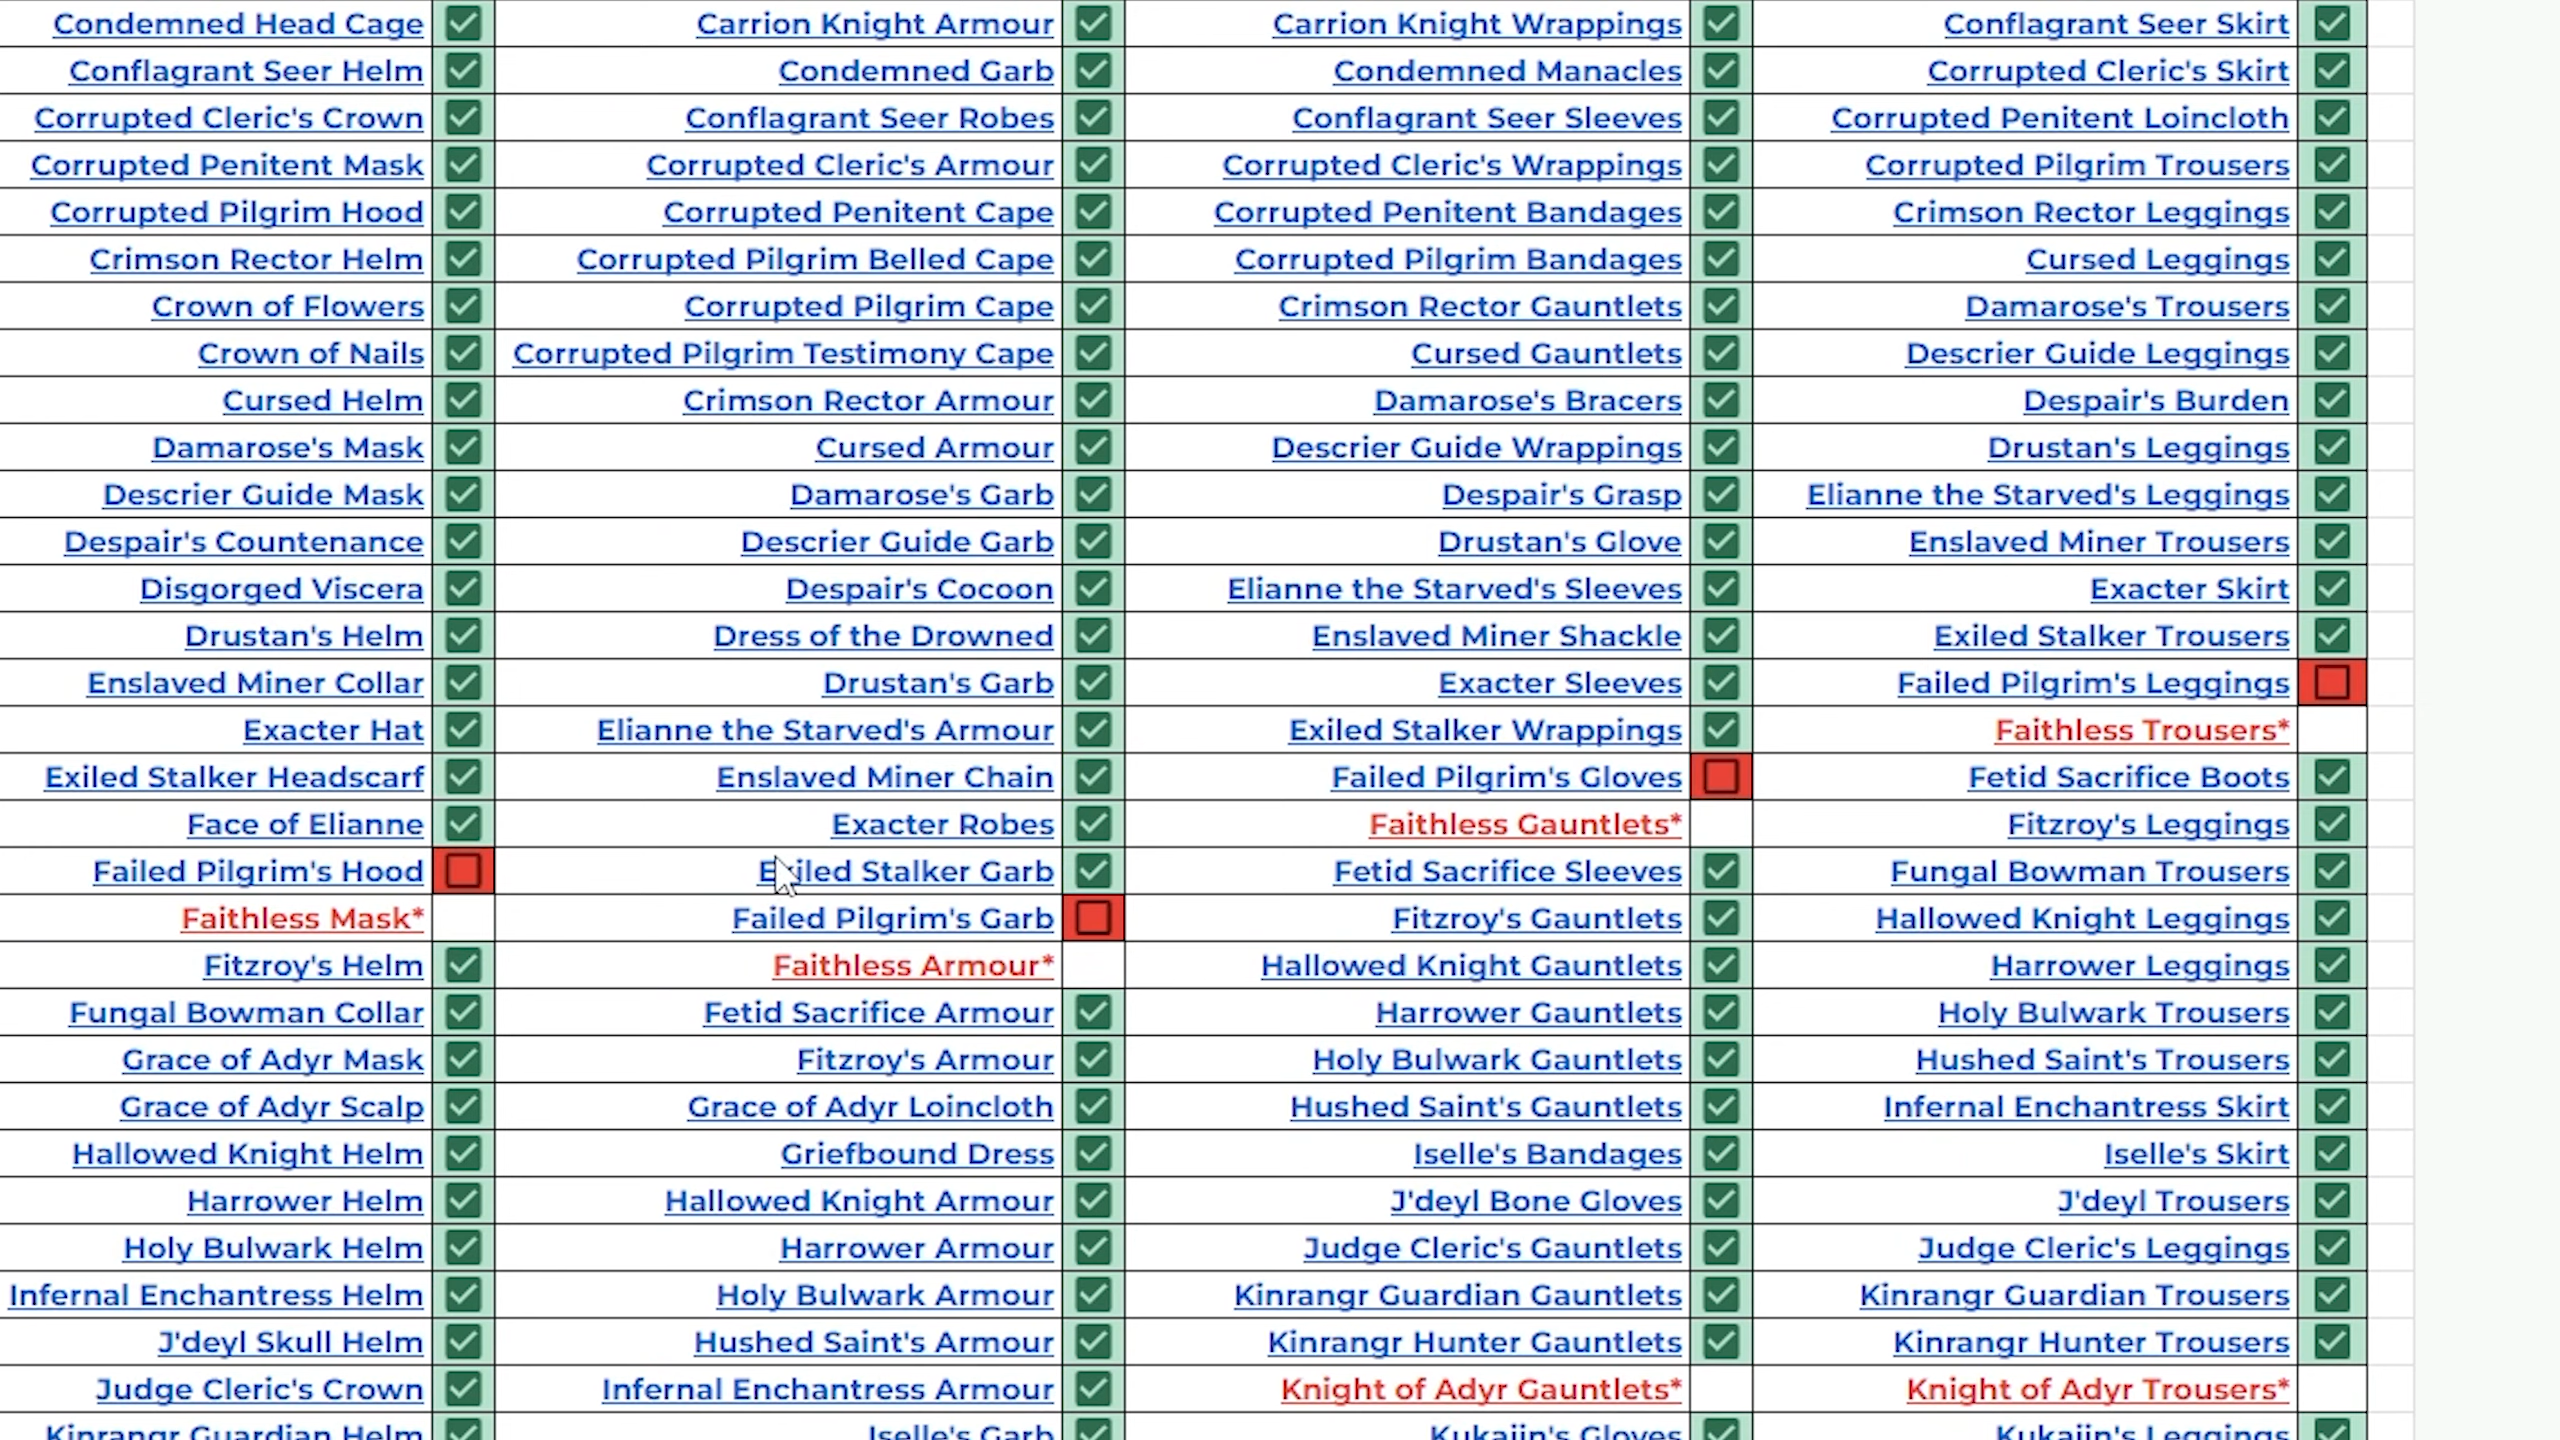 Condemned Head Cage Carrion Knight Armour Carrion Knight Wrappings Conflagrant Seer Skirt
Conflagrant Seer Helm Condemned Garb Condemned Manacles Corrupted Cleric's Skirt
Corrupted Cleric's Crown Conflagrant Seer Robes Conflagrant Seer Sleeves Corrupted Penitent Loincloth
Corrupted Penitent Mask Corrupted Cleric's Armour Corrupted Cleric's Wrappings Corrupted Pilgrim Trousers
Corrupted Pilgrim Hood Corrupted Penitent Cape Corrupted Penitent Bandages Crimson Rector Leggings
Crimson Rector Helm Corrupted Pilgrim Belled Cape Corrupted Pilgrim Bandages Cursed Leggings
Crown of Flowers Corrupted Pilgrim Cape Crimson Rector Gauntlets Damarose's Trousers
Crown of Nails Corrupted Pilgrim Testimony Cape Cursed Gauntlets Descrier Guide Leggings
Cursed Helm Crimson Rector Armour Damarose's Bracers Despair's Burden
Damarose's Mask Cursed Armour Descrier Guide Wrappings Drustan's Leggings
Descrier Guide Mask Damarose's Garb Despair's Grasp Elianne the Starved's Leggings
Despair's Countenance Descrier Guide Garb Drustan's Glove Enslaved Miner Trousers
Disgorged Viscera Despair's Cocoon Elianne the Starved's Sleeves Exacter Skirt
Drustan's Helm Dress of the Drowned Enslaved Miner Shackle Exiled Stalker Trousers
Enslaved Miner Collar Drustan's Garb Exacter Sleeves Failed Pilgrim's Leggings
Exacter Hat Elianne the Starved's Armour Exiled Stalker Wrappings Faithless Trousers*
Exiled Stalker Headscarf Enslaved Miner Chain Failed Pilgrim's Gloves Fetid Sacrifice Boots
Face of Elianne Exacter Robes Faithless Gauntlets* Fitzroy's Leggings
Failed Pilgrim's Hood Exiled Stalker Garb Fetid Sacrifice Sleeves Fungal Bowman Trousers
Faithless Mask* Failed Pilgrim's Garb Fitzroy's Gauntlets Hallowed Knight Leggings
Fitzroy's Helm Faithless Armour* Hallowed Knight Gauntlets Harrower Leggings
Fungal Bowman Collar Fetid Sacrifice Armour Harrower Gauntlets Holy Bulwark Trousers
Grace of Adyr Mask Fitzroy's Armour Holy Bulwark Gauntlets Hushed Saint's Trousers
Grace of Adyr Scalp Grace of Adyr Loincloth Hushed Saint's Gauntlets Infernal Enchantress Skirt
Hallowed Knight Helm Griefbound Dress Iselle's Bandages Iselle's Skirt
Harrower Helm Hallowed Knight Armour J'deyl Bone Gloves J'deyl Trousers
Holy Bulwark Helm Harrower Armour Judge Cleric's Gauntlets Judge Cleric's Leggings
Infernal Enchantress Helm Holy Bulwark Armour Kinrangr Guardian Gauntlets Kinrangr Guardian Trousers
J'deyl Skull Helm Hushed Saint's Armour Kinrangr Hunter Gauntlets Kinrangr Hunter Trousers
Judge Cleric's Crown Infernal Enchantress Armour Knight of Adyr Gauntlets* Knight of Adyr Trousers*
Kinrangr Guardian Helm Iselle's Garb Kukajin's Gloves Kukajin's Leggings